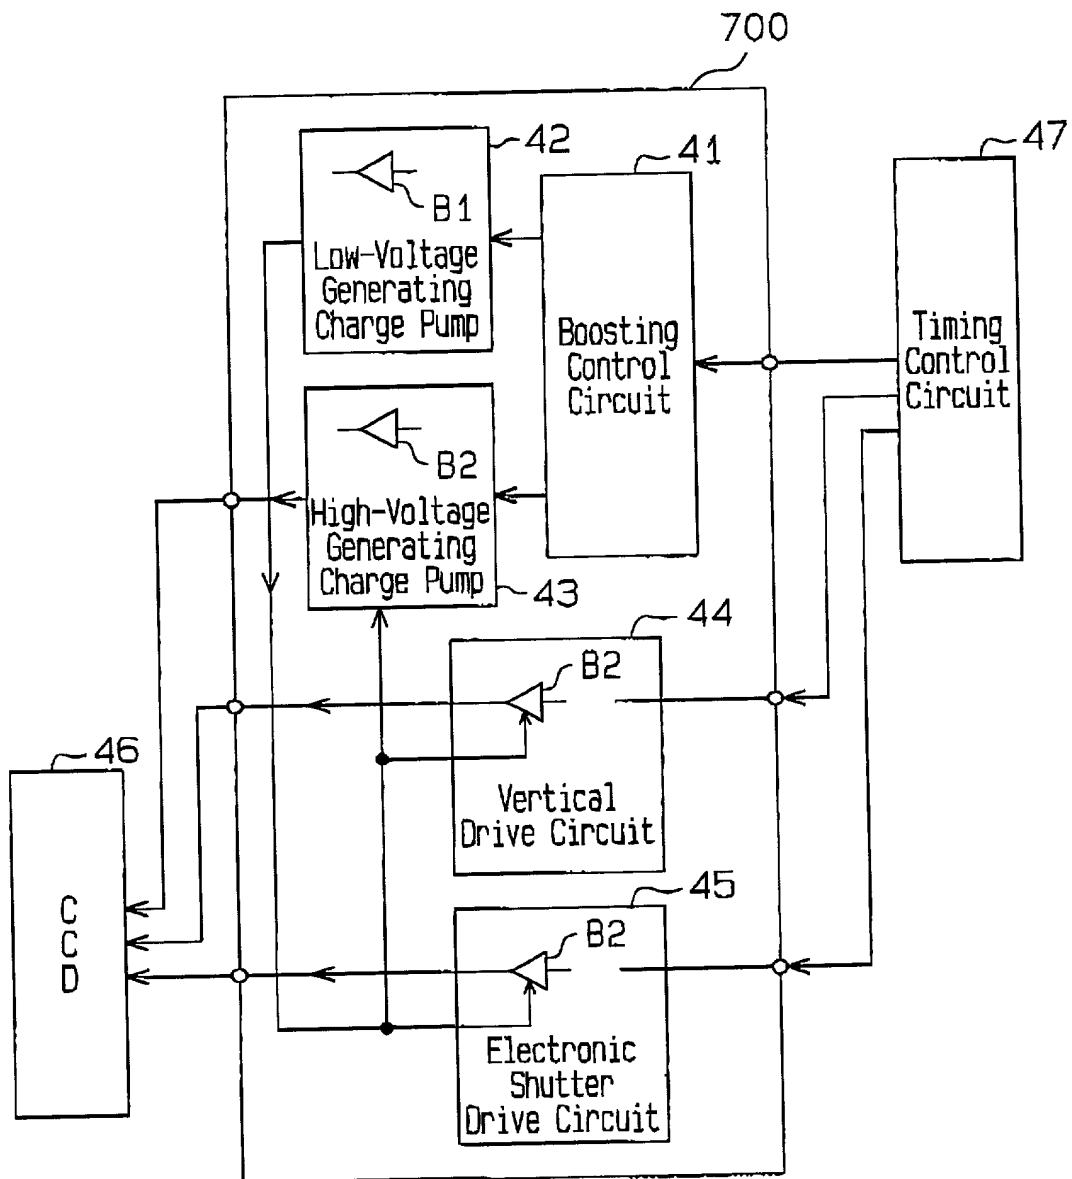 700
42
B1
Low-Voltage
Generating
Charge Pump
41
Boosting
Control
Circuit
47
Timing
Control
Circuit
B2
High-Voltage
Generating
Charge Pump
43
44
B2
Vertical
Drive Circuit
46
C
C
D
45
B2
Electronic
Shutter
Drive Circuit